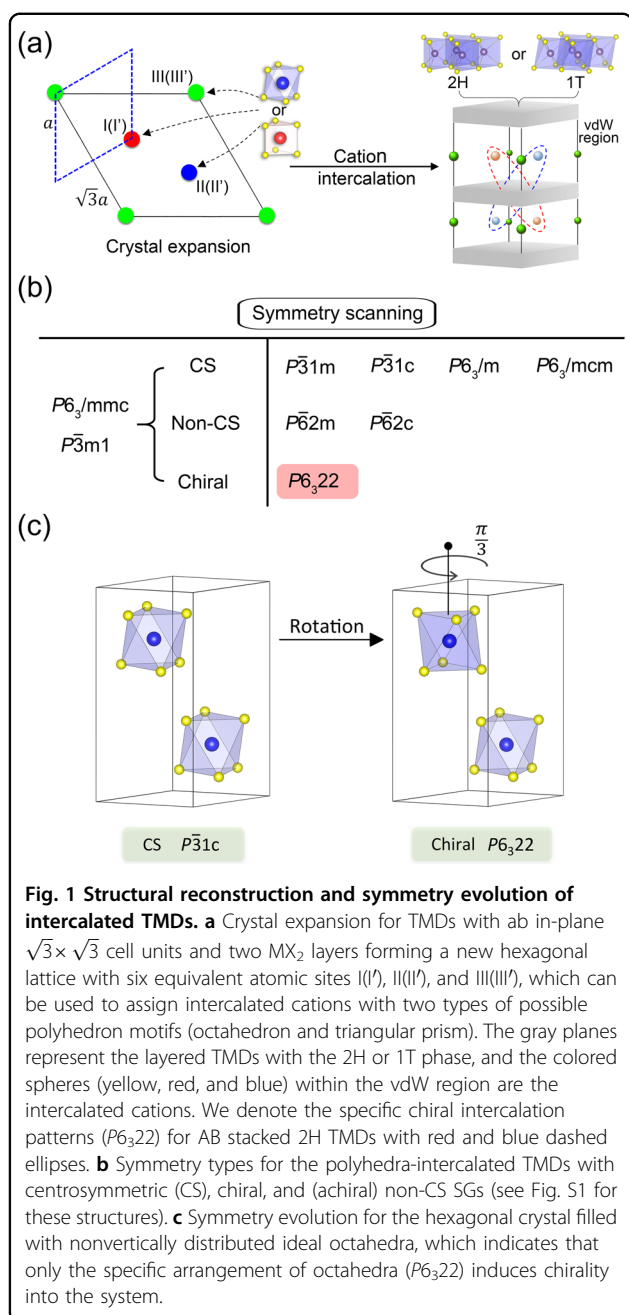 (a)
III(III')
or
2H
1T
a
I(I')
or
vdW
region
Cation
intercalation
II(II')
√3a
Crystal expansion
(b)
Symmetry scanning
CS
P3̅1m
P3̅1c
P6₃/m
P6₃/mcm
P6₃/mmc
P3̅m1
Non-CS
P6̅2m
P6̅2c
Chiral
P6₃22
(c)
π/3
Rotation
CS P3̅1c
Chiral P6₃22
Fig. 1 Structural reconstruction and symmetry evolution of
intercalated TMDs. a Crystal expansion for TMDs with ab in-plane
√3 × √3 cell units and two MX₂ layers forming a new hexagonal
lattice with six equivalent atomic sites I(I′), II(II′), and III(III′), which can
be used to assign intercalated cations with two types of possible
polyhedron motifs (octahedron and triangular prism). The gray planes
represent the layered TMDs with the 2H or 1T phase, and the colored
spheres (yellow, red, and blue) within the vdW region are the
intercalated cations. We denote the specific chiral intercalation
patterns (P6₃22) for AB stacked 2H TMDs with red and blue dashed
ellipses. b Symmetry types for the polyhedra-intercalated TMDs with
centrosymmetric (CS), chiral, and (achiral) non-CS SGs (see Fig. S1 for
these structures). c Symmetry evolution for the hexagonal crystal filled
with nonvertically distributed ideal octahedra, which indicates that
only the specific arrangement of octahedra (P6₃22) induces chirality
into the system.